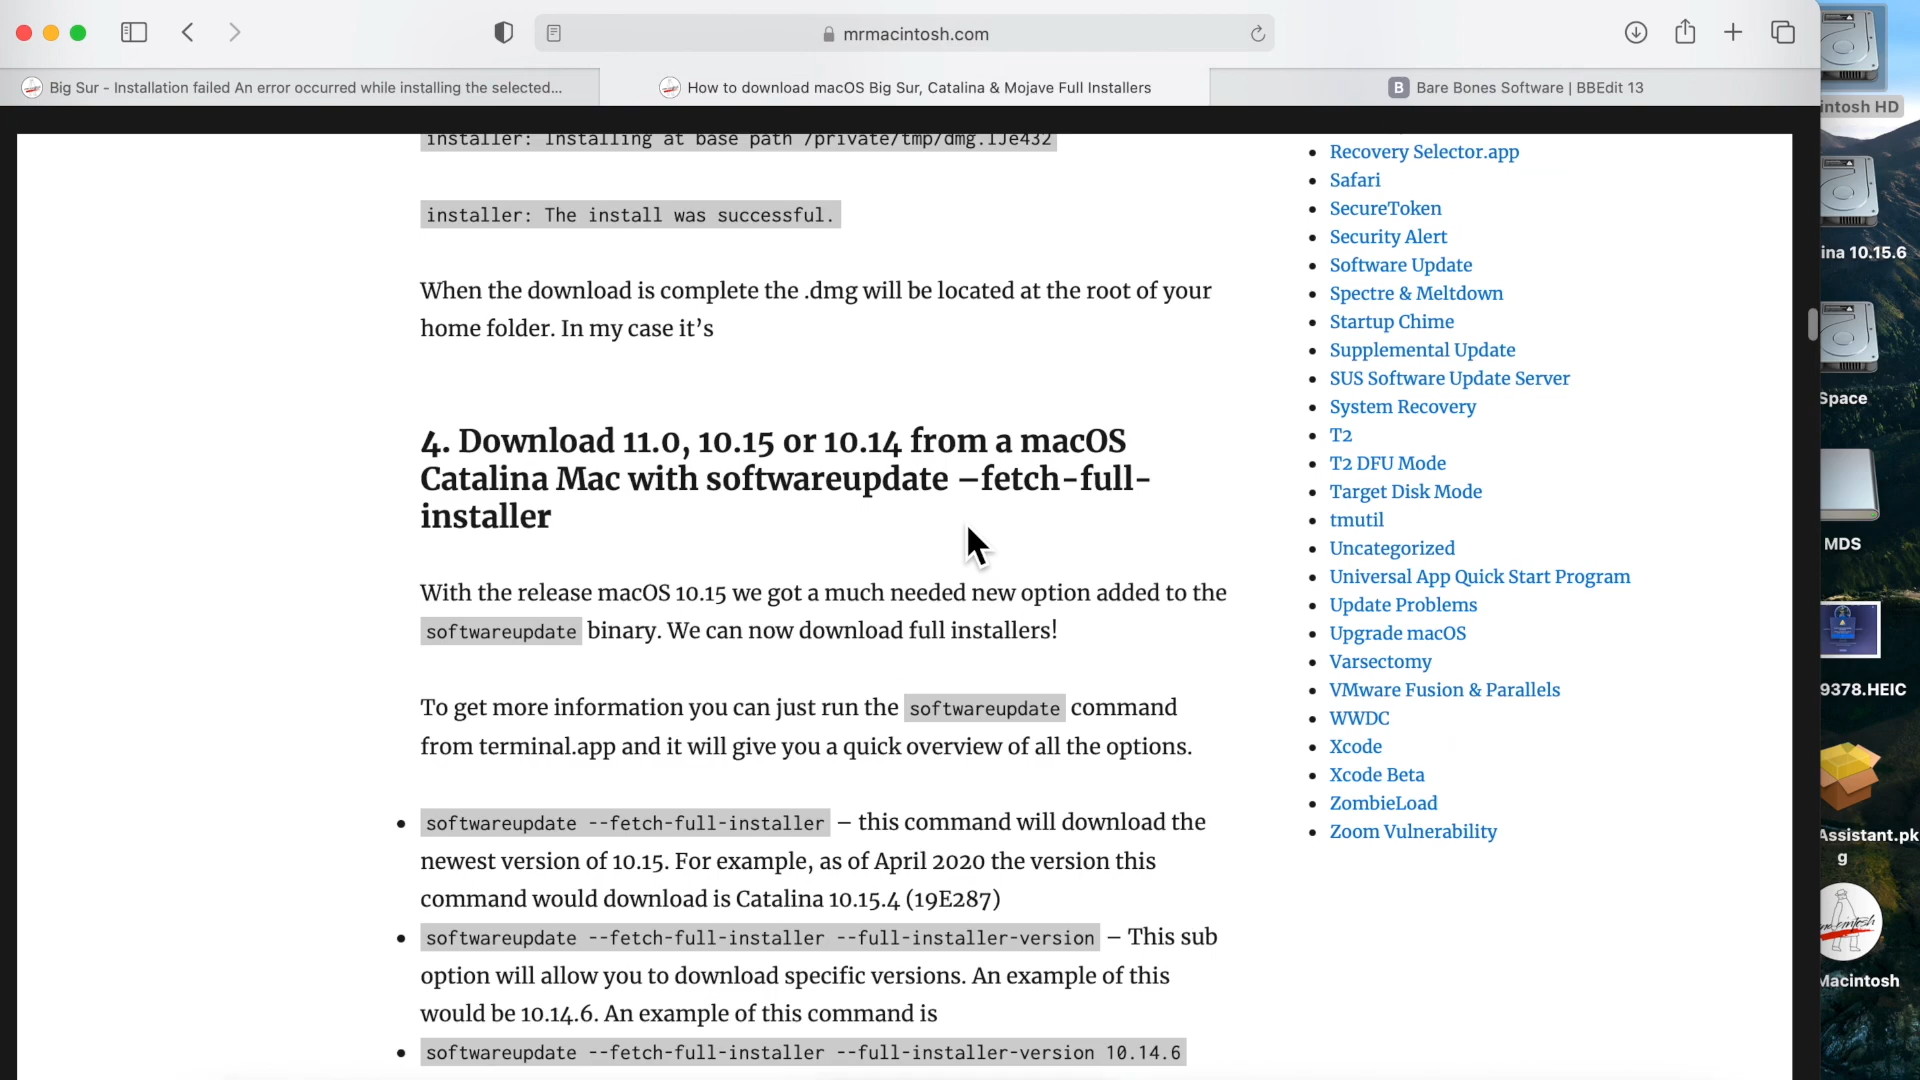 mrmacintosh.com
Big Sur - Installation failed An error occurred while installing the selected...
How to download macOS Big Sur, Catalina & Mojave Full Installers
B Bare Bones Software | BBEdit 13
installer: Installing at base path /private/tmp/dmg.IJe432
installer: The install was successful.
When the download is complete the .dmg will be located at the root of your
home folder. In my case it’s
4. Download 11.0, 10.15 or 10.14 from a macOS
Catalina Mac with softwareupdate –fetch-full-
installer
With the release macOS 10.15 we got a much needed new option added to the
softwareupdate binary. We can now download full installers!
To get more information you can just run the softwareupdate command
from terminal.app and it will give you a quick overview of all the options.
• softwareupdate --fetch-full-installer – this command will download the
newest version of 10.15. For example, as of April 2020 the version this
command would download is Catalina 10.15.4 (19E287)
• softwareupdate --fetch-full-installer --full-installer-version – This sub
option will allow you to download specific versions. An example of this
would be 10.14.6. An example of this command is
• softwareupdate --fetch-full-installer --full-installer-version 10.14.6
• Recovery Selector.app
• Safari
• SecureToken
• Security Alert
• Software Update
• Spectre & Meltdown
• Startup Chime
• Supplemental Update
• SUS Software Update Server
• System Recovery
• T2
• T2 DFU Mode
• Target Disk Mode
• tmutil
• Uncategorized
• Universal App Quick Start Program
• Update Problems
• Upgrade macOS
• Varsectomy
• VMware Fusion & Parallels
• WWDC
• Xcode
• Xcode Beta
• ZombieLoad
• Zoom Vulnerability
intosh HD
ina 10.15.6
Space
MDS
9378.HEIC
Assistant.pk
g
Macintosh